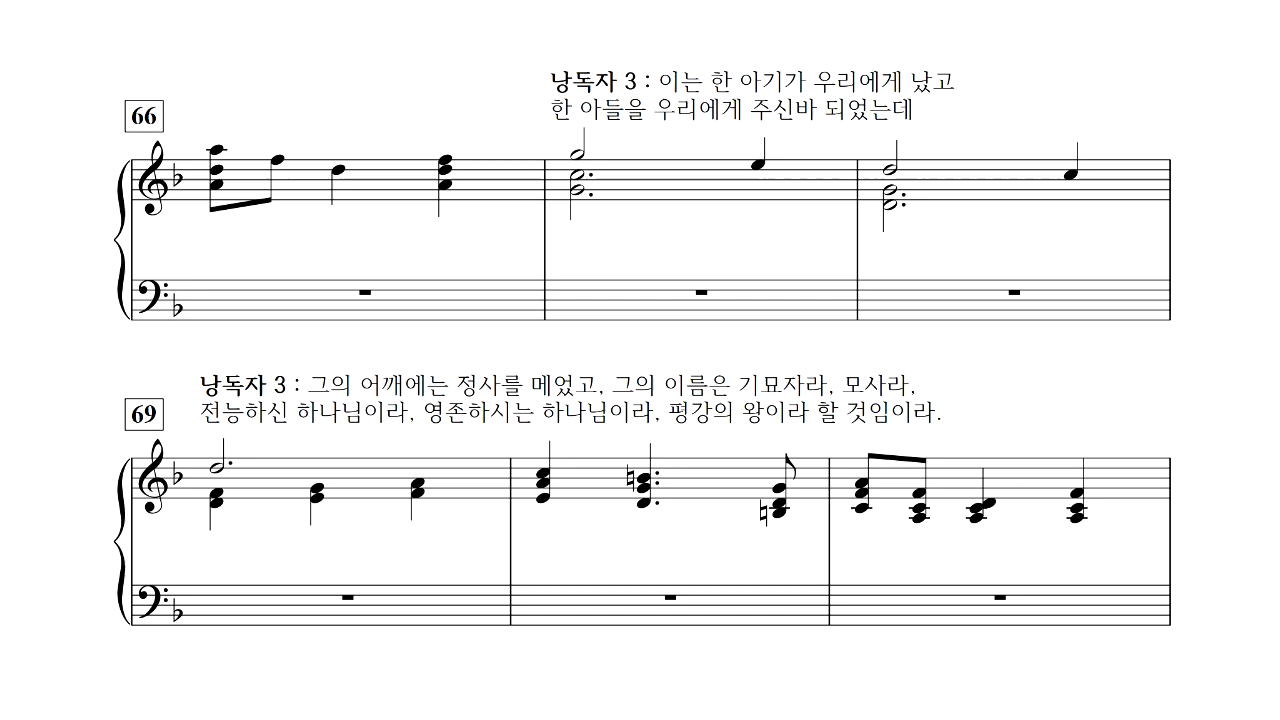 낭독자 3 : 이는 한 아기가 우리에게 났고
한 아들을 우리에게 주신바 되었는데
66
낭독자 3 : 그의 어깨에는 정사를 메었고, 그의 이름은 기묘자라, 모사라,
전능하신 하나님이라, 영존하시는 하나님이라, 평강의 왕이라 할 것임이라.
69